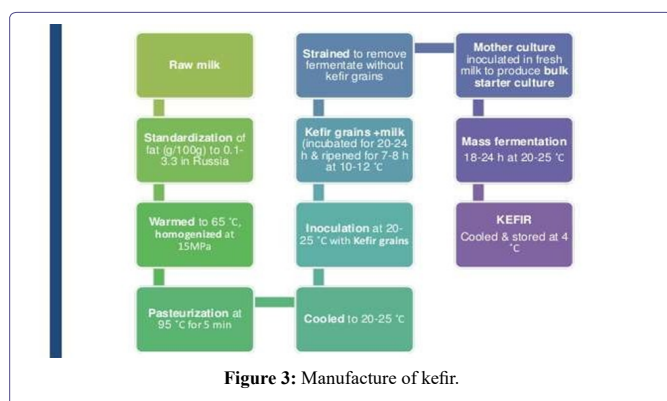 Raw milk
Standardization of
fat (g/100g) to 0.1-
3.3 in Russia
Warmed to 65 ˚C,
homogenized at
15MPa
Pasteurization at
95 ˚C for 5 min
Cooled to 20-25 ˚C
Inoculation at 20-
25 ˚C with Kefir grains
Kefir grains +milk
(incubated for 20-24
h & ripened for 7-8 h
at 10-12 ˚C
Strained to remove
fermentate without
kefir grains
Mother culture
inoculated in fresh
milk to produce bulk
starter culture
Mass fermentation
18-24 h at 20-25 ˚C
KEFIR
Cooled & stored at 4
˚C
Figure 3: Manufacture of kefir.